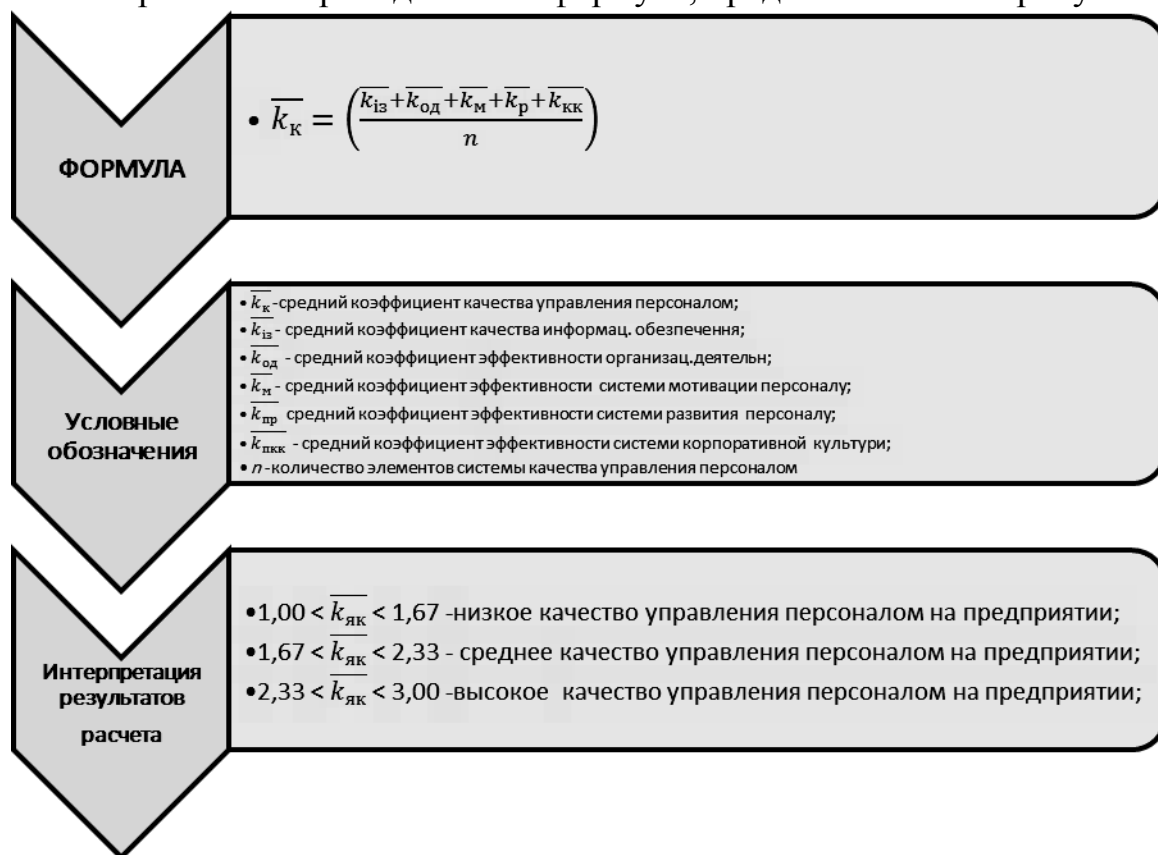 ФОРМУЛА
• k̅к = ((k̅із+k̅од+k̅м+k̅р+k̅кк)/n)
Условные
обозначения
• k̅к-средний коэффициент качества управления персоналом;
• k̅із- средний коэффициент качества информац. обезпечення;
• k̅од - средний коэффициент эффективности организац.деятельн;
• k̅м- средний коэффициент эффективности системи мотивации персоналу;
• k̅пр средний коэффициент эффективности системи развития персоналу;
• k̅пкк - средний коэффициент эффективности системи корпоративной культури;
• n-количество элементов системы качества управления персоналом
Интерпретация
результатов
расчета
•1,00 < k̅як < 1,67 -низкое качество управления персоналом на предприятии;
•1,67 < k̅як < 2,33 - среднее качество управления персоналом на предприятии;
•2,33 < k̅як < 3,00 -высокое качество управления персоналом на предприятии;